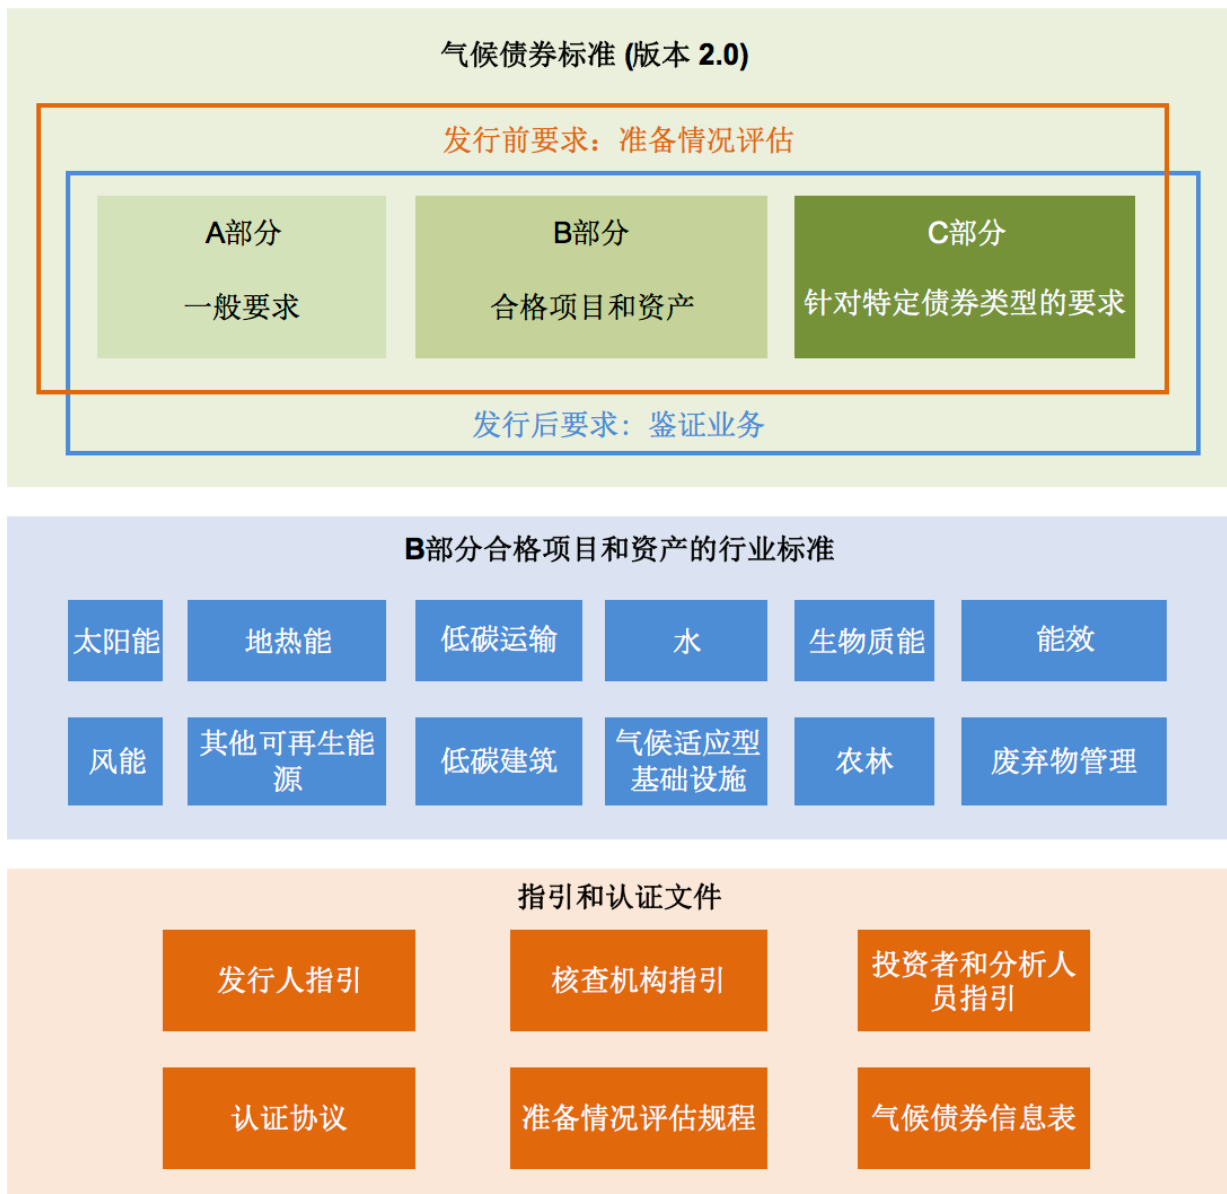 气候债券标准 (版本 2.0)
发行前要求：准备情况评估
A部分
一般要求
B部分
合格项目和资产
C部分
针对特定债券类型的要求
发行后要求：鉴证业务
B部分合格项目和资产的行业标准
太阳能
地热能
低碳运输
水
生物质能
能效
风能
其他可再生能
源
低碳建筑
气候适应型
基础设施
农林
废弃物管理
指引和认证文件
发行人指引
核查机构指引
投资者和分析人
员指引
认证协议
准备情况评估规程
气候债券信息表